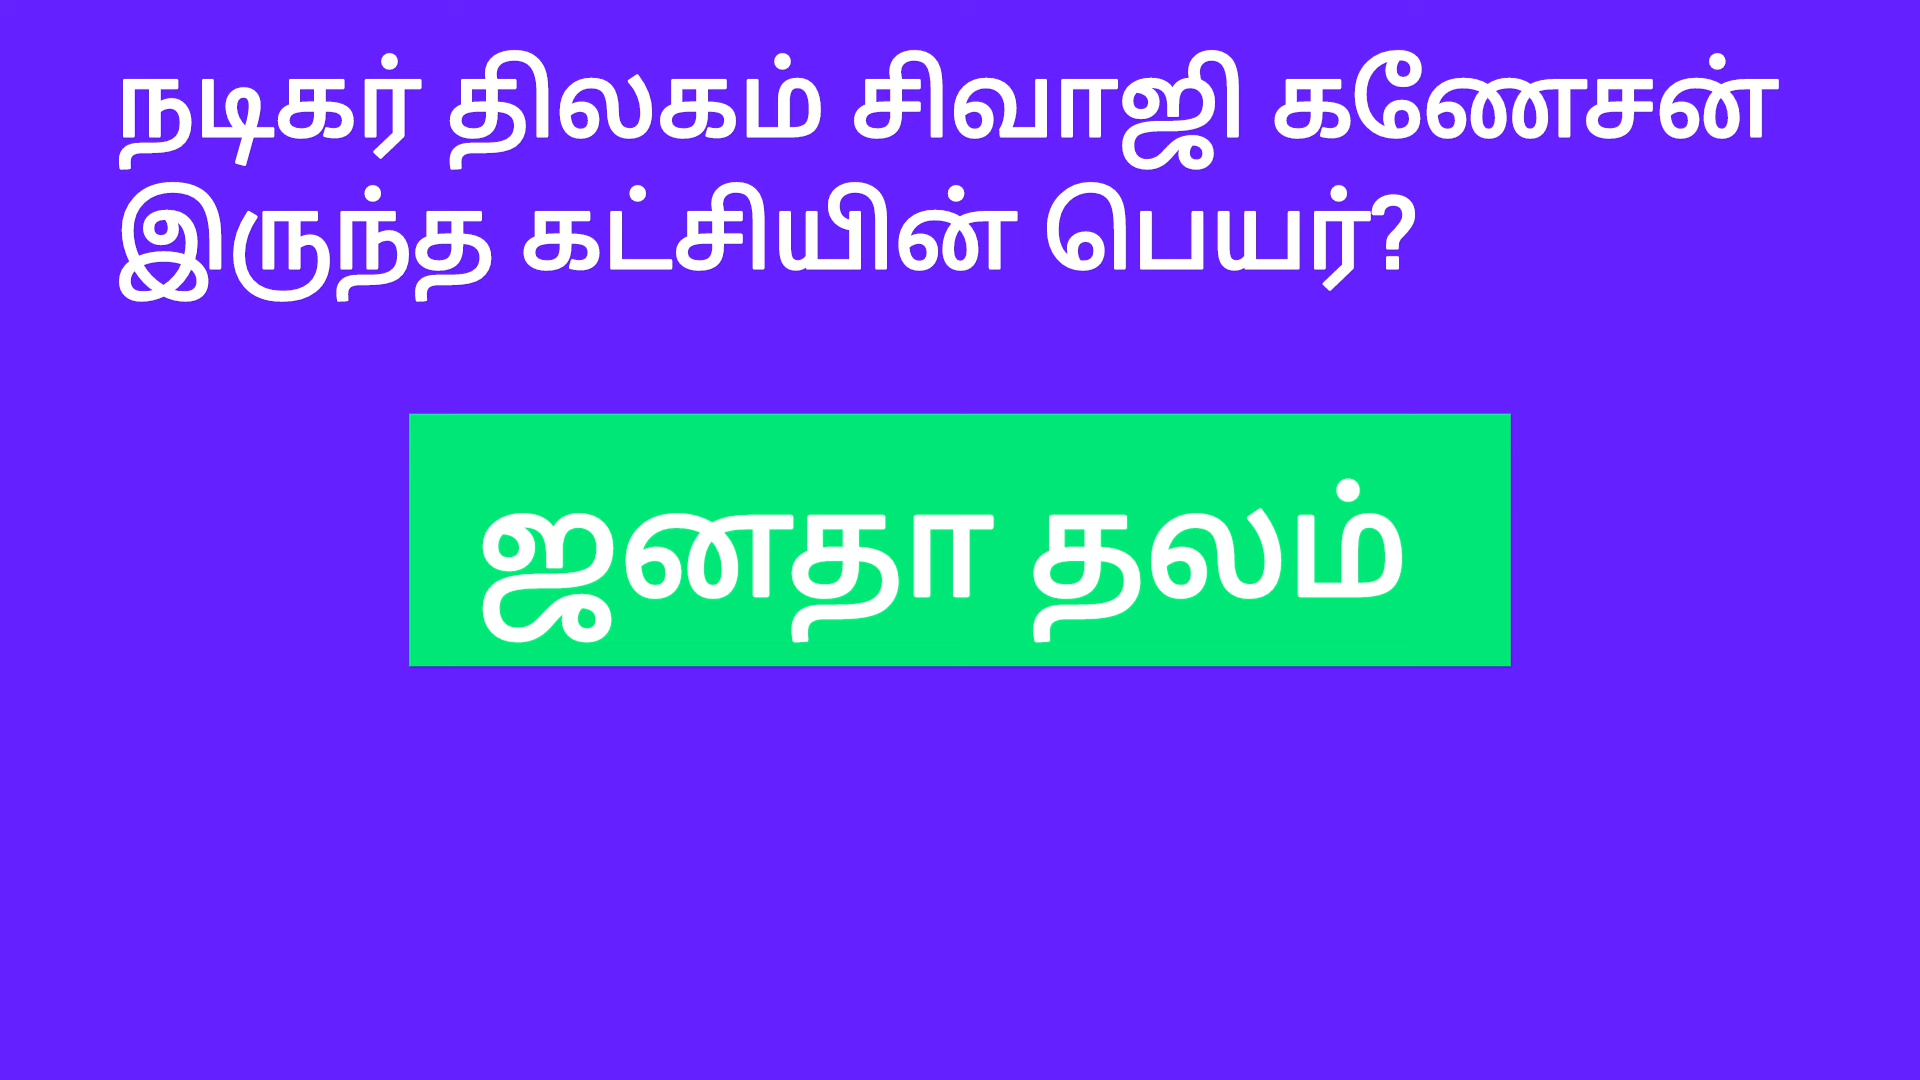 நடிகர் திலகம் சிவாஜி கணேசன்
இருந்த கட்சியின் பெயர்?
ஜனதா தலம்